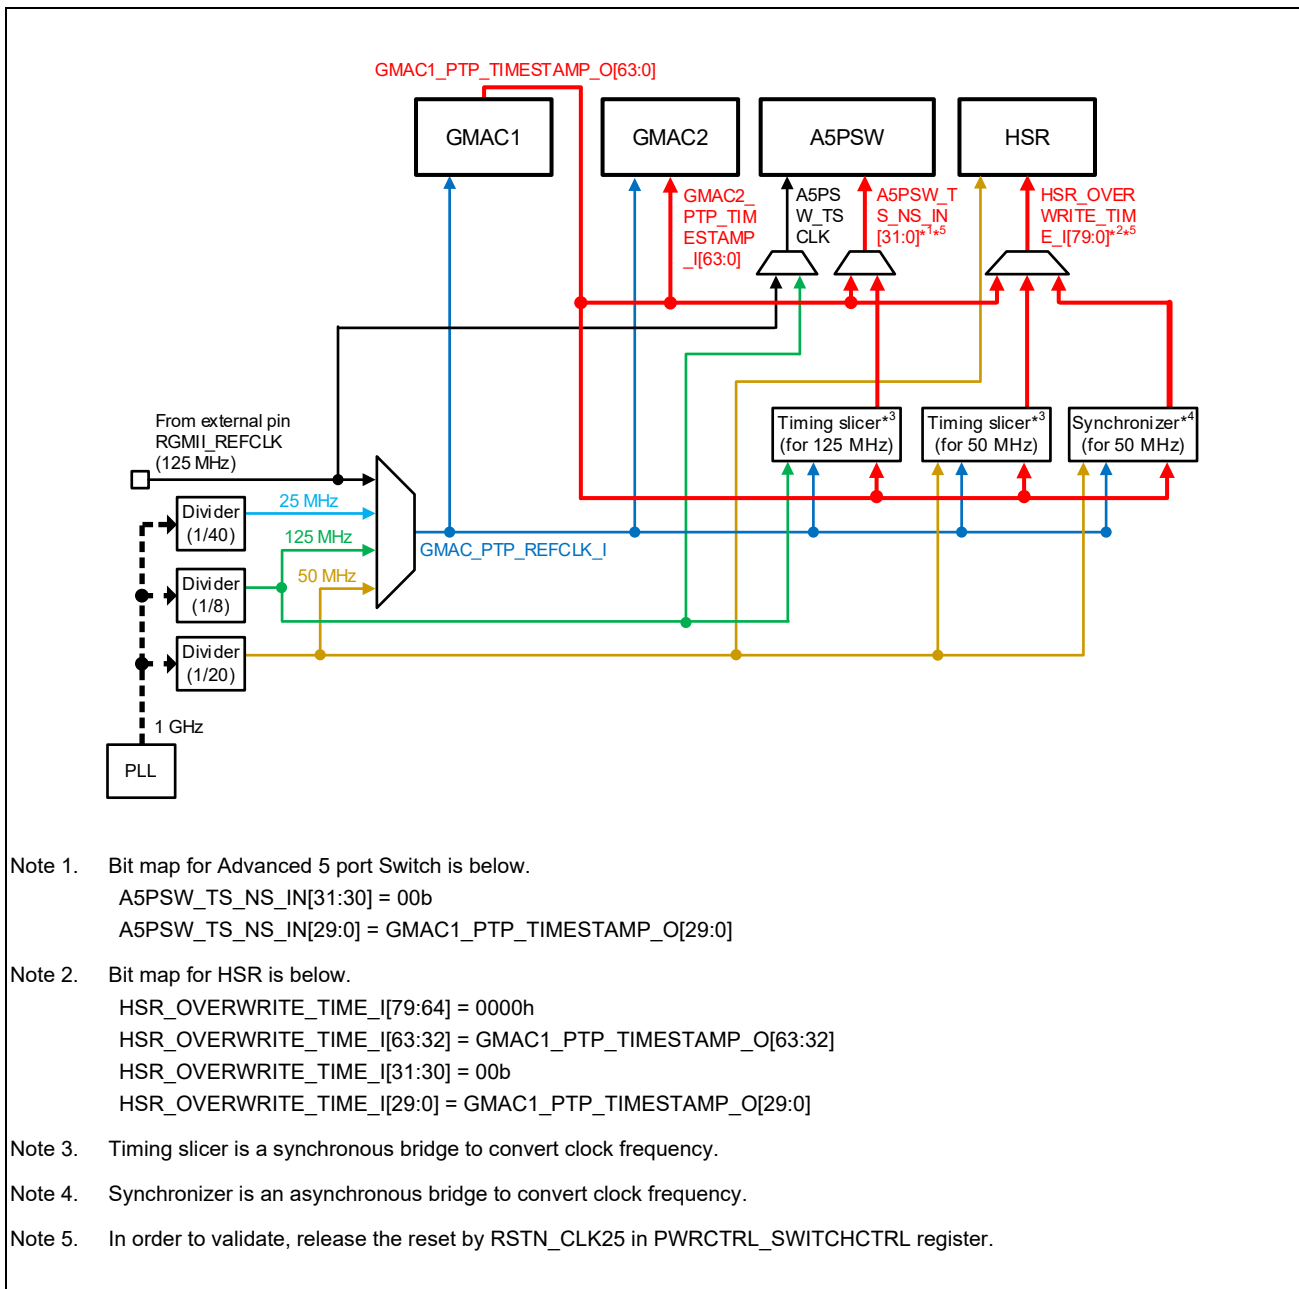 GMAC1_PTP_TIMESTAMP_O[63:0]
GMAC1
GMAC2
A5PSW
HSR
GMAC2_
PTP_TIM
ESTAMP
_I[63:0]
A5PS
W_TS
CLK
A5PSW_T
S_NS_IN
[31:0]*1*5
HSR_OVER
WRITE_TIM
E_I[79:0]*2*5
From external pin
RGMII_REFCLK
(125 MHz)
Timing slicer*3
(for 125 MHz)
Timing slicer*3
(for 50 MHz)
Synchronizer*4
(for 50 MHz)
Divider
(1/40)
25 MHz
125 MHz
GMAC_PTP_REFCLK_I
Divider
(1/8)
50 MHz
Divider
(1/20)
1 GHz
PLL
Note 1. Bit map for Advanced 5 port Switch is below.
A5PSW_TS_NS_IN[31:30] = 00b
A5PSW_TS_NS_IN[29:0] = GMAC1_PTP_TIMESTAMP_O[29:0]
Note 2. Bit map for HSR is below.
HSR_OVERWRITE_TIME_I[79:64] = 0000h
HSR_OVERWRITE_TIME_I[63:32] = GMAC1_PTP_TIMESTAMP_O[63:32]
HSR_OVERWRITE_TIME_I[31:30] = 00b
HSR_OVERWRITE_TIME_I[29:0] = GMAC1_PTP_TIMESTAMP_O[29:0]
Note 3. Timing slicer is a synchronous bridge to convert clock frequency.
Note 4. Synchronizer is an asynchronous bridge to convert clock frequency.
Note 5. In order to validate, release the reset by RSTN_CLK25 in PWRCTRL_SWITCHCTRL register.